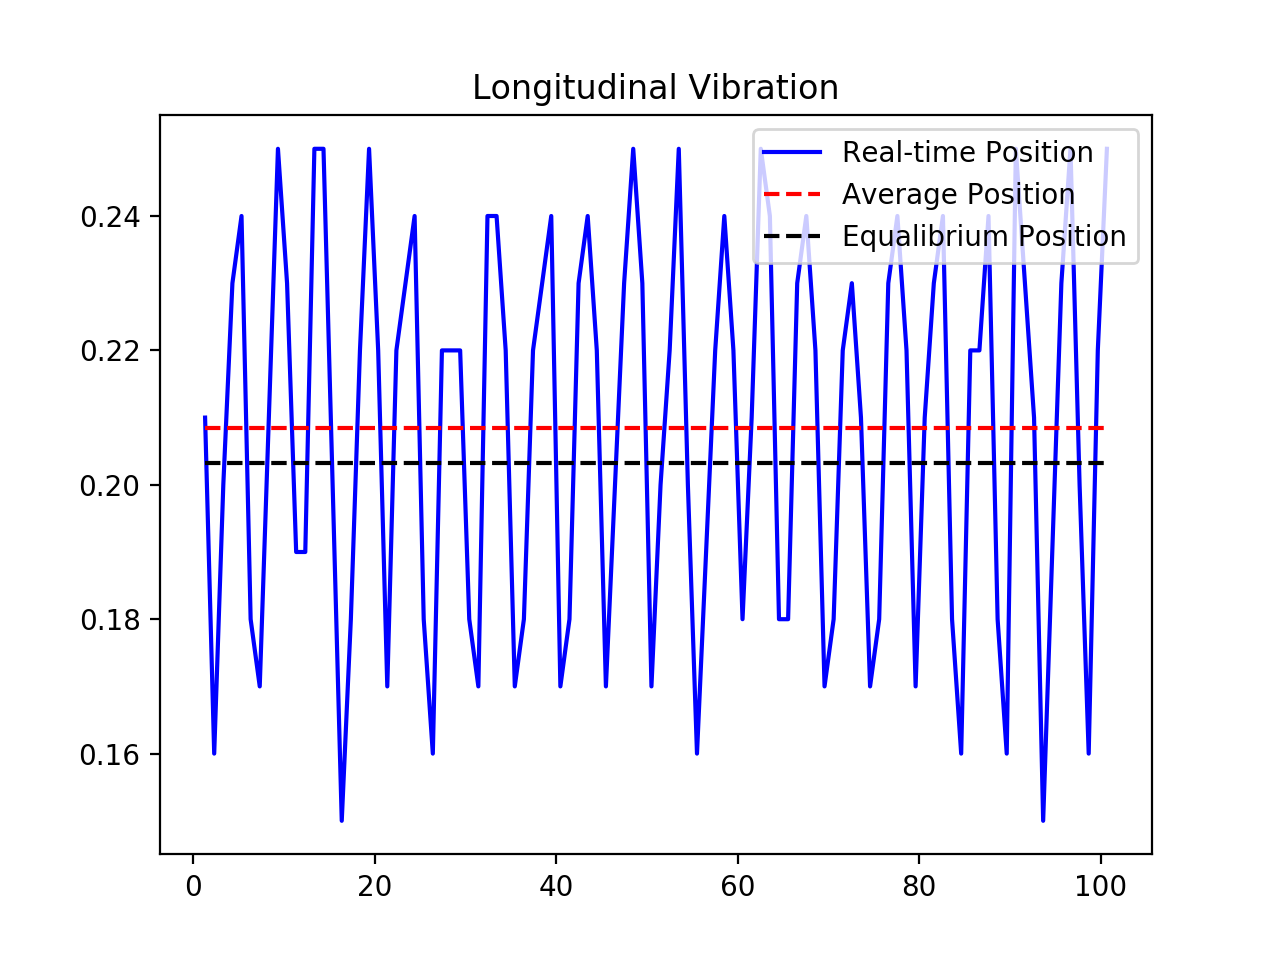 Longitudinal Vibration
Real-time Position
Average Position
Equalibrium Position
0.24
0.22
0.20
0.18
0.16
0 20 40 60 80 100